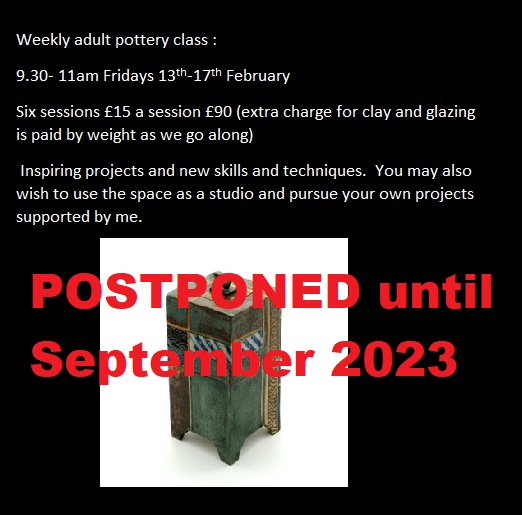 Weekly adult pottery class :
9.30- 11am Fridays 13th-17th February
Six sessions £15 a session £90 (extra charge for clay and glazing
is paid by weight as we go along)
Inspiring projects and new skills and techniques.  You may also
wish to use the space as a studio and pursue your own projects
supported by me.
POSTPONED until
September 2023